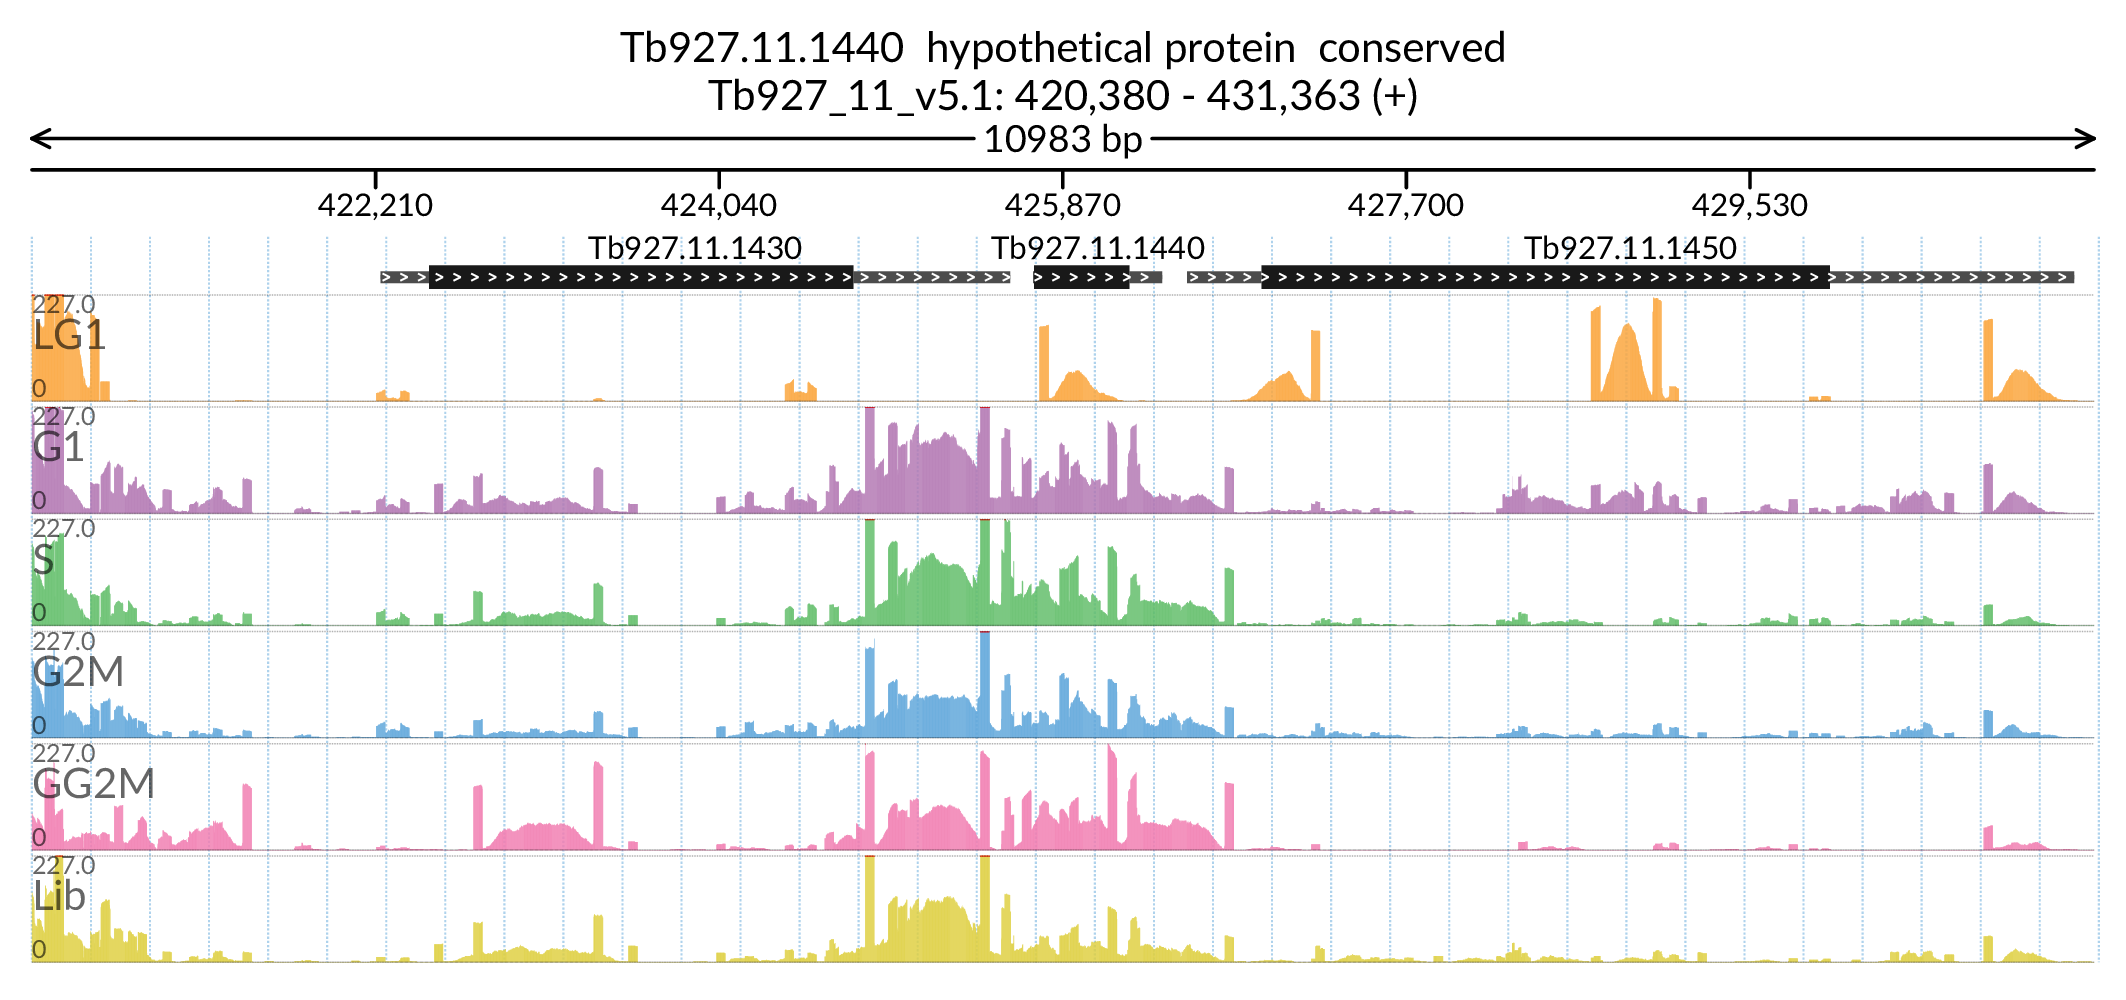 Tb927.11.1440  hypothetical protein  conserved
Tb927_11_v5.1: 420,380 - 431,363 (+)
10983 bp
422,210 424,040 425,870 427,700 429,530
Tb927.11.1430 Tb927.11.1440 Tb927.11.1450
227.0
LG1
0
227.0
G1
0
227.0
S
0
227.0
G2M
0
227.0
GG2M
0
227.0
Lib
0